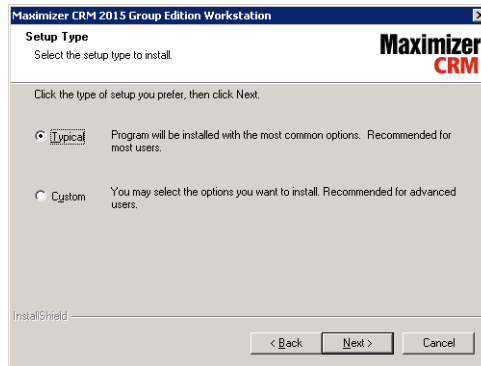 Maximizer CRM 2015 Group Edition Workstation
Setup Type
Select the setup type to install.
Maximizer
CRM
Click the type of setup you prefer, then click Next.
Typical
Program will be installed with the most common options. Recommended for
most users.
Custom
You may select the options you want to install. Recommended for advanced
users.
InstallShield
< Back
Next >
Cancel